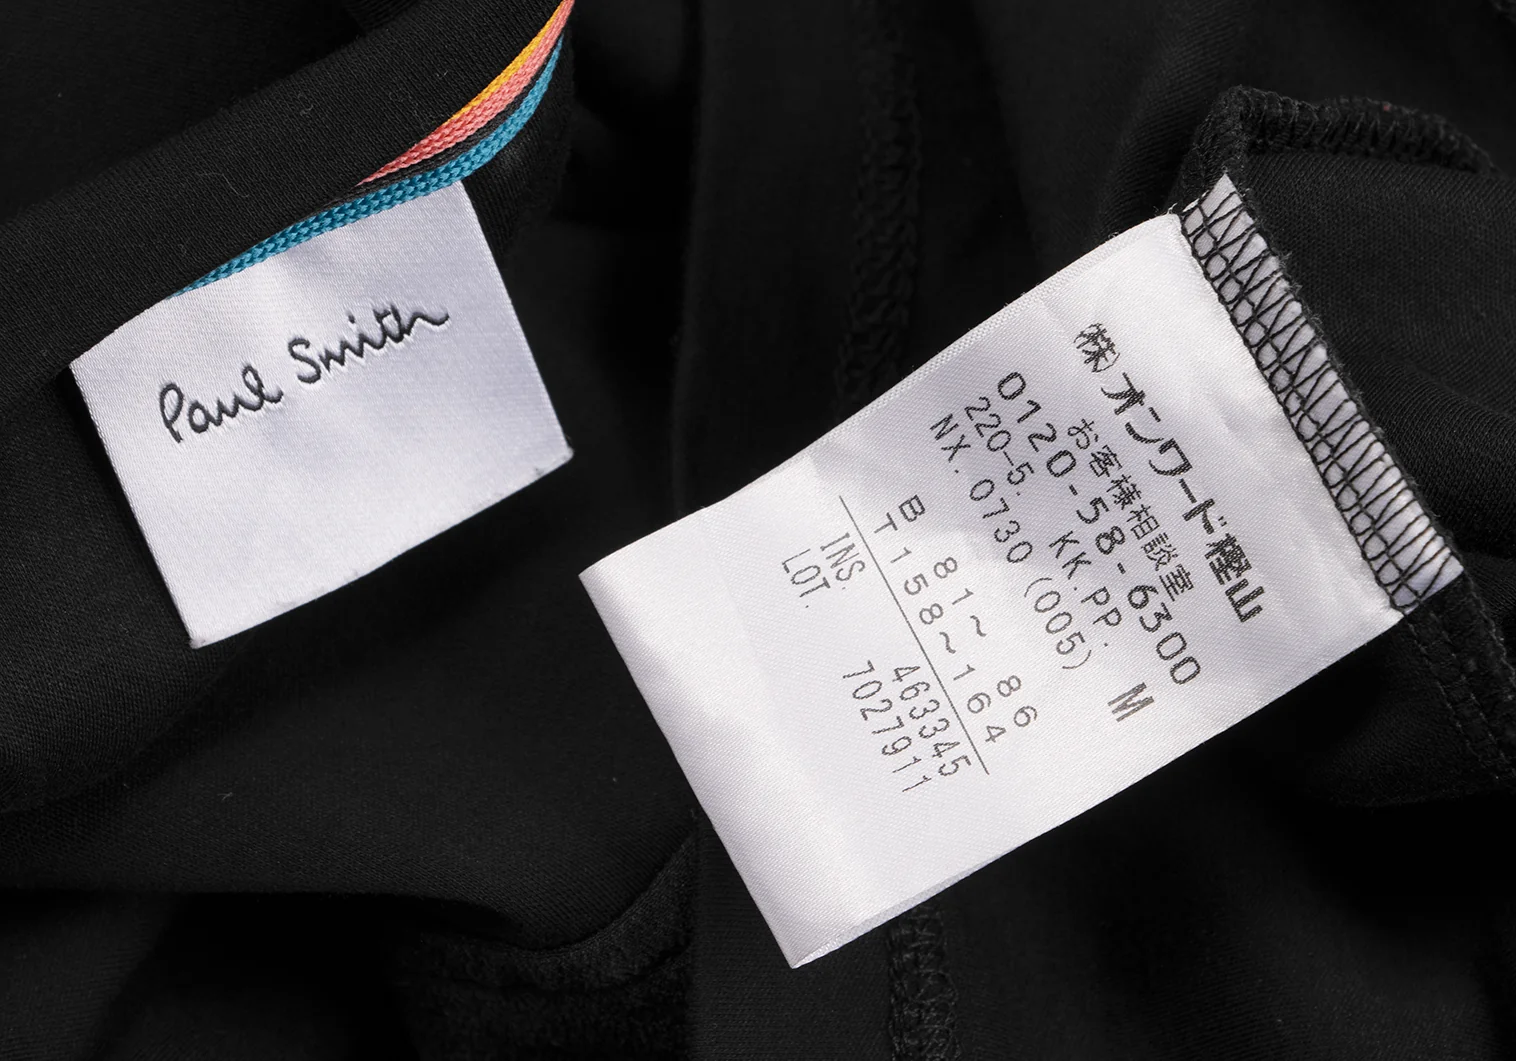 Paul Smith
(株)オンワード樫山
お客様相談室
0120-58-6300
220-5. KK.PP. M
NX.0730(005)
B 81~ 86
T158~164
INS. 463345
LOT. 7027911